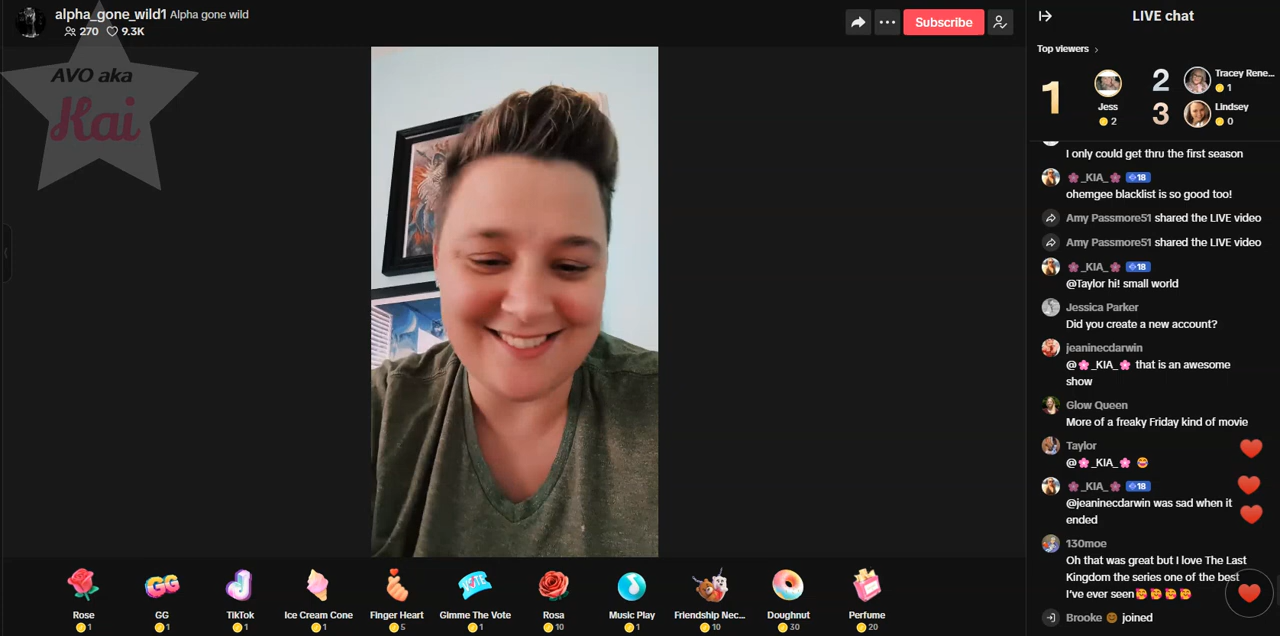 alpha_gone_wild1 Alpha gone wild
270 9.3K
Subscribe
AVO aka
Kai
LIVE chat
Top viewers
1
Jess
2
2
Tracey Rene...
1
3
Lindsey
0
I only could get thru the first season
🌸_KIA_🌸 18
ohemgee blacklist is so good too!
Amy Passmore51 shared the LIVE video
Amy Passmore51 shared the LIVE video
🌸_KIA_🌸 18
@Taylor hi! small world
Jessica Parker
Did you create a new account?
jeaninecdarwin
@🌸_KIA_🌸 that is an awesome
show
Glow Queen
More of a freaky Friday kind of movie
Taylor
@🌸_KIA_🌸 😂
🌸_KIA_🌸 18
@jeaninecdarwin was sad when it
ended
130moe
Oh that was great but I love The Last
Kingdom the series one of the best
I've ever seen🥰🥰🥰🥰
Brooke joined
VOTE
Rose
1
GG
GG
1
TikTok
1
Ice Cream Cone
1
Finger Heart
5
Gimme The Vote
1
Rosa
10
Music Play
1
Friendship Nec...
10
Doughnut
30
Perfume
20